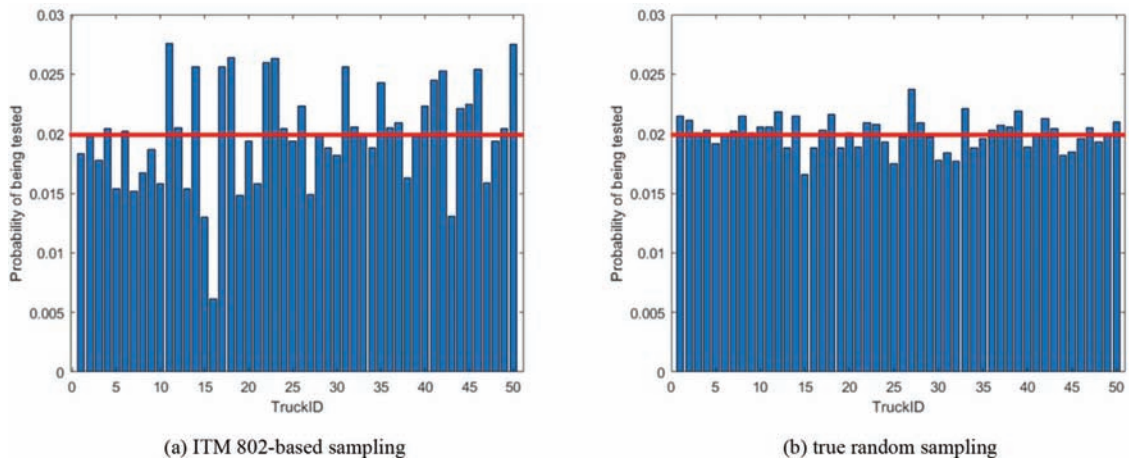 0.03
0.025
0.02
0.015
0.01
0.005
0
Probability of being tested
0 5 10 15 20 25 30 35 40 45 50
TruckID
(a) ITM 802-based sampling
0.03
0.025
0.02
0.015
0.01
0.005
0
Probability of being tested
0 5 10 15 20 25 30 35 40 45 50
TruckID
(b) true random sampling